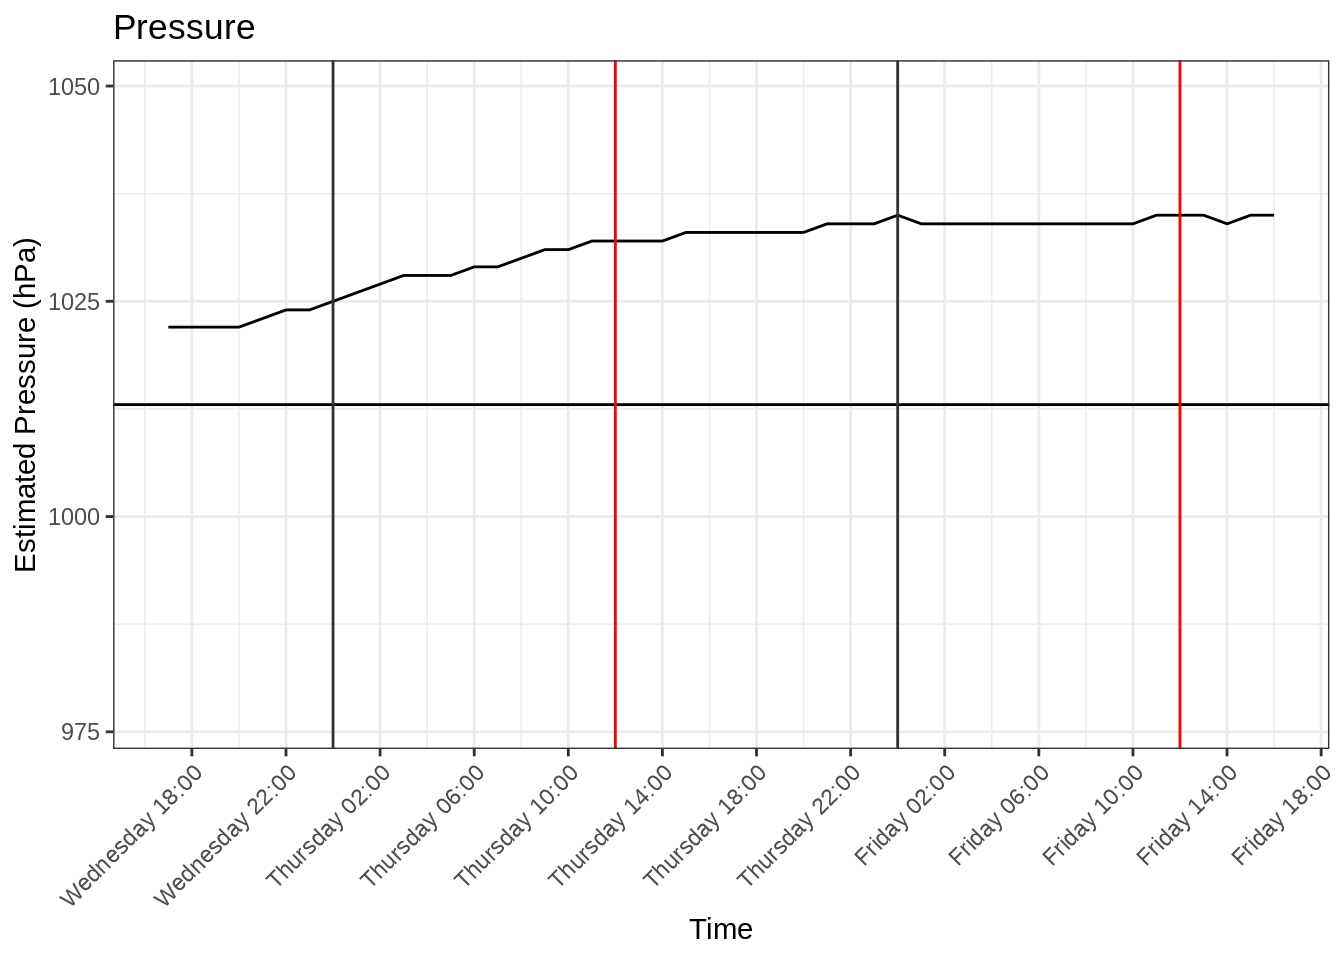 Pressure
Estimated Pressure (hPa)
1050
1025
1000
975
Wednesday 18:00
Wednesday 22:00
Thursday 02:00
Thursday 06:00
Thursday 10:00
Thursday 14:00
Thursday 18:00
Thursday 22:00
Friday 02:00
Friday 06:00
Friday 10:00
Friday 14:00
Friday 18:00
Time